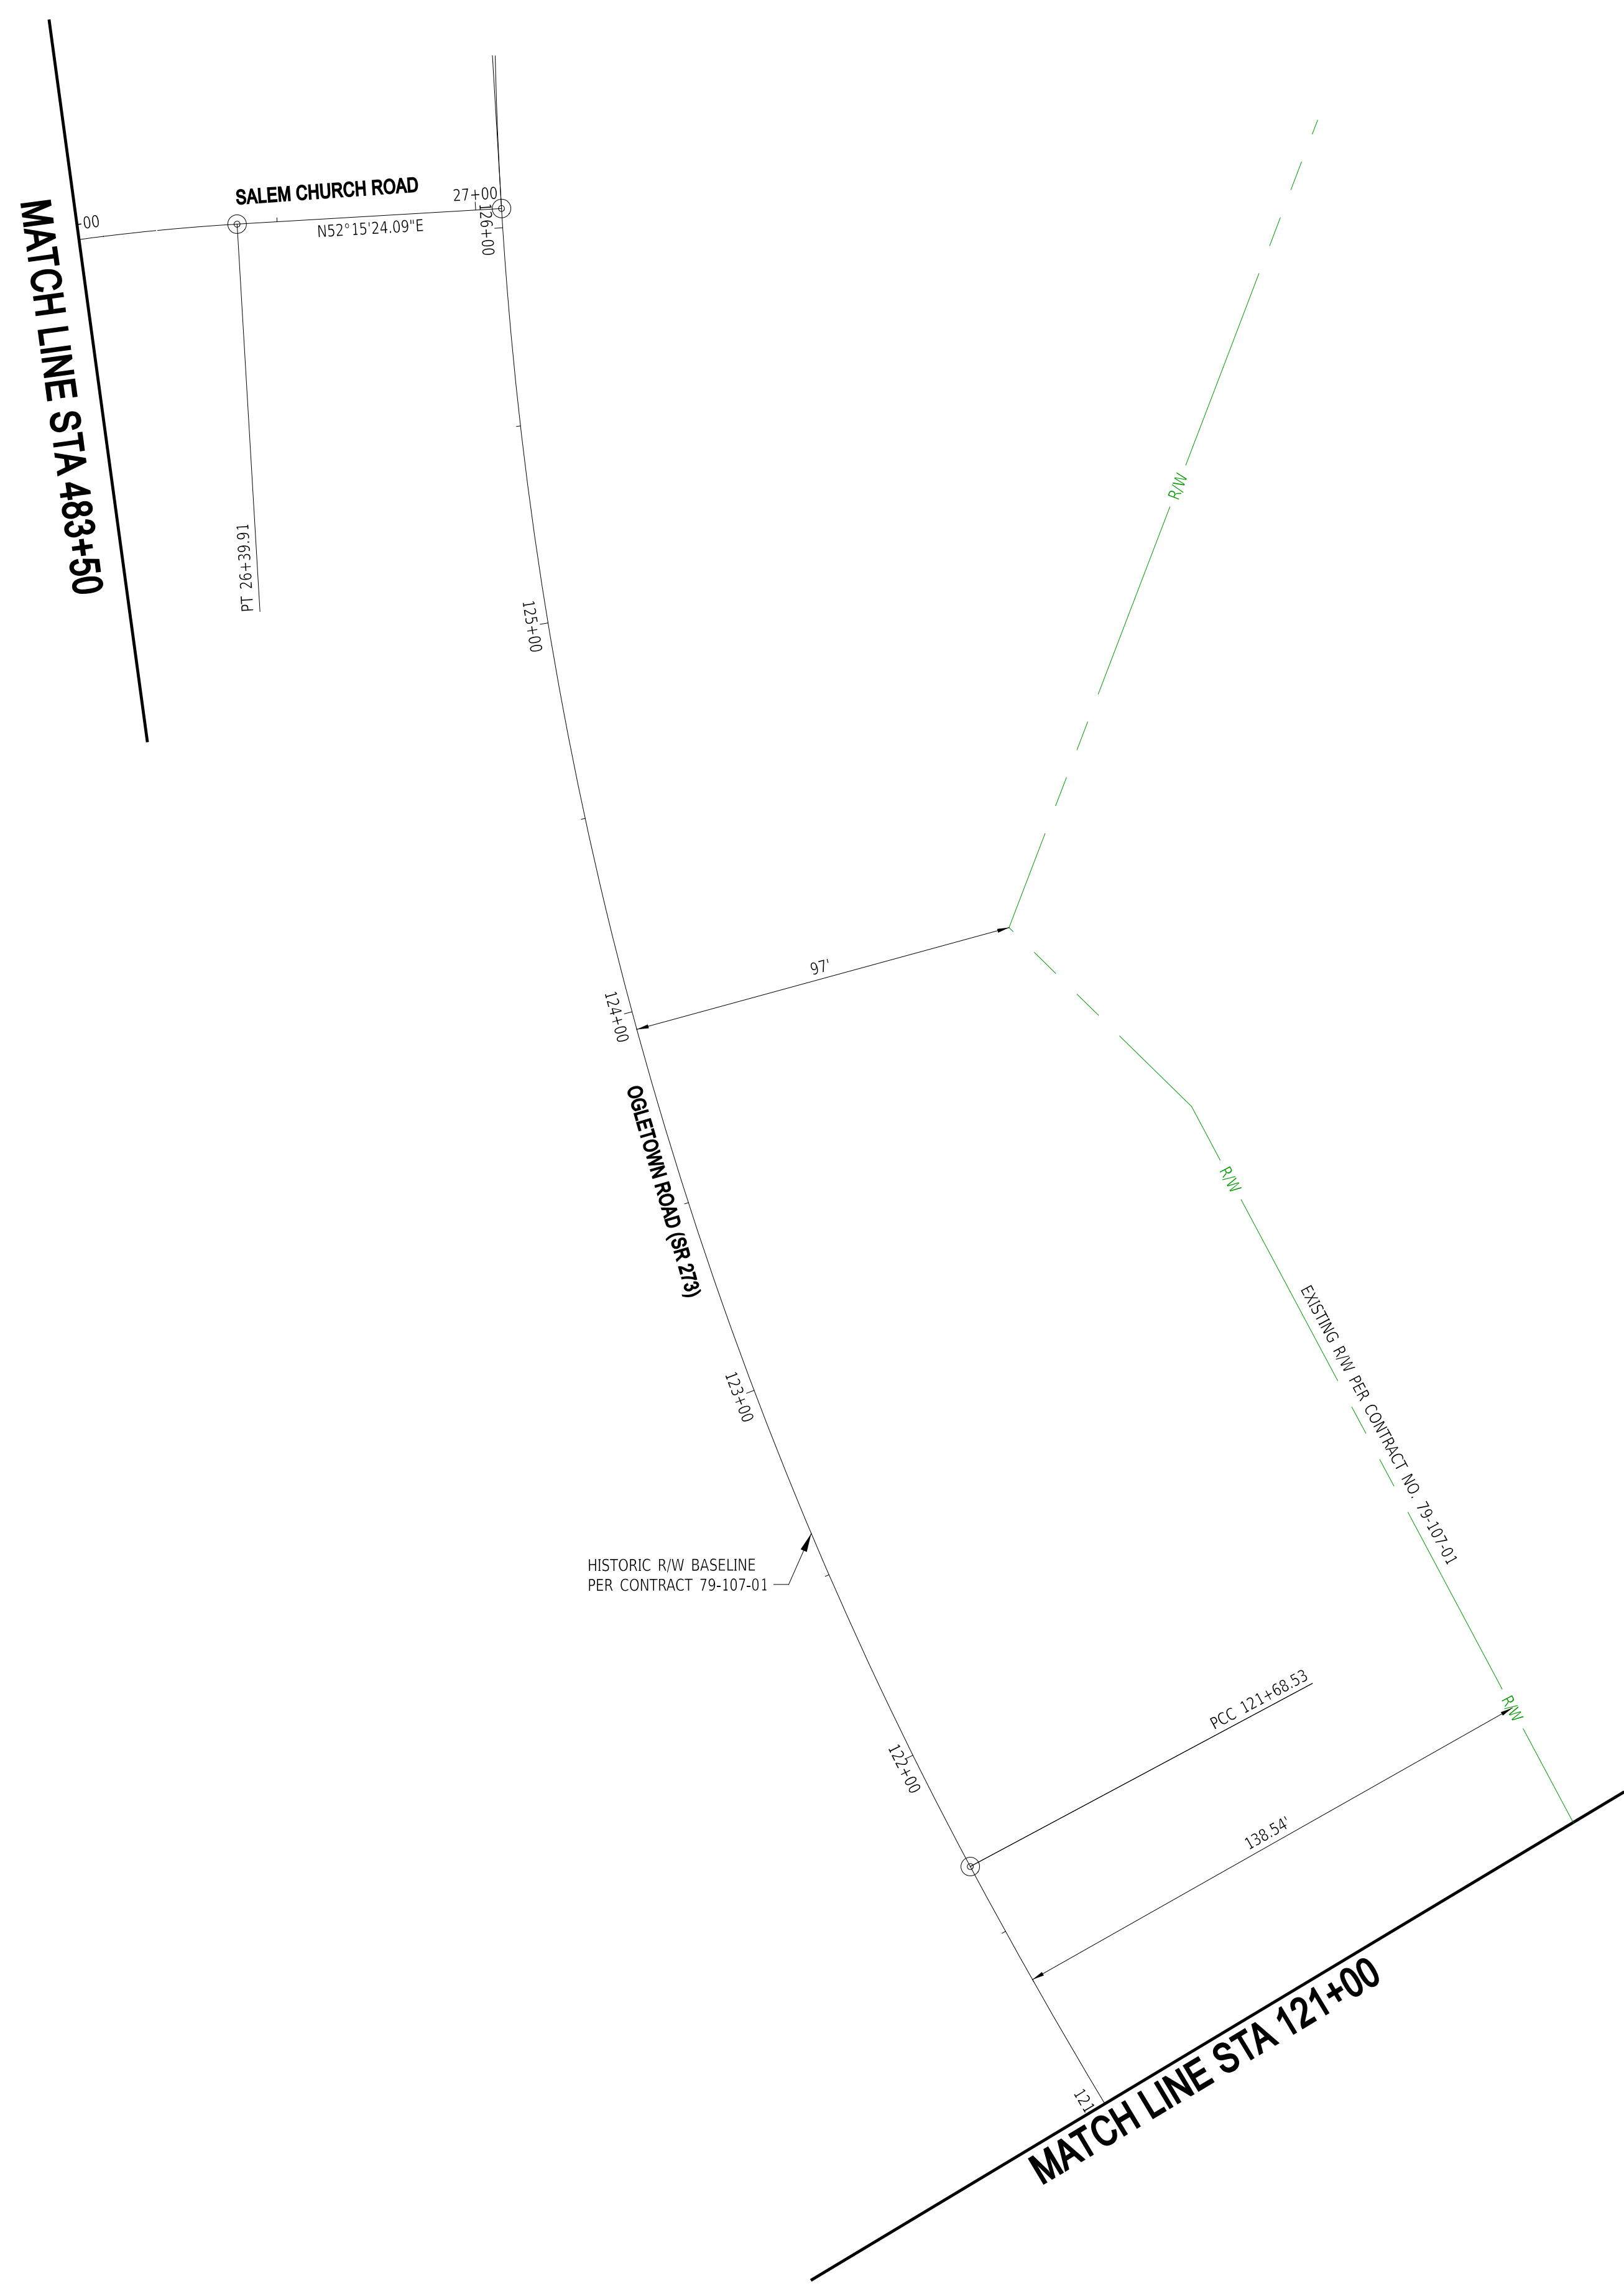 MATCH LINE STA 483+50
00
SALEM CHURCH ROAD
27+00
N52°15'24.09"E
126+00
PT 26+39.91
R/W
125+00
97'
124+00
OGLETOWN ROAD (SR 273)
R/W
EXISTING R/W PER CONTRACT NO. 79-107-01
123+00
HISTORIC R/W BASELINE
PER CONTRACT 79-107-01
PCC 121+68.53
R/W
122+00
138.54'
121
MATCH LINE STA 121+00